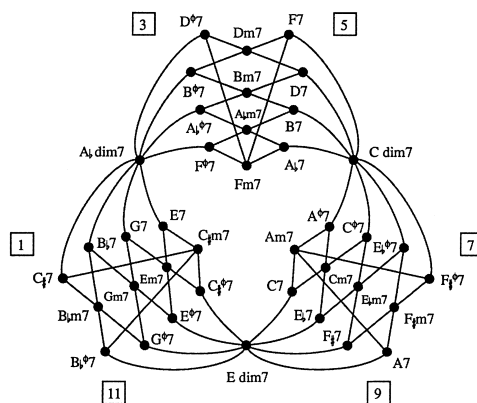 3 5
Dø7 F7
Dm7
Bm7
Bø7 D7
A♭m7
A♭ø7 B7
A♭dim7 C dim7
Fø7 A♭7
Fm7
E7 Aø7
1 G7 C♯m7 Am7 Cø7 7
B♭7 E♭ø7
C♯7 Em7 Cm7 F♯ø7
Gm7 C♯ø7 C7 E♭m7
B♭m7 Eø7 E♭7 F♯m7
Gø7 F♯7
B♭ø7 A7
E dim7
11 9